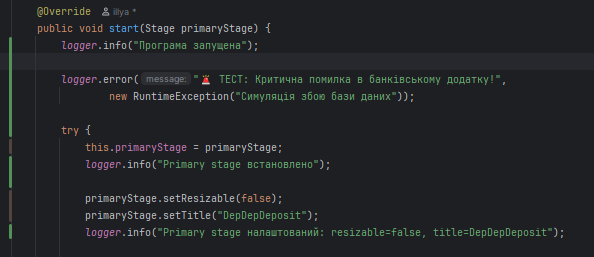 @Override illya *
public void start(Stage primaryStage) {
logger.info("Програма запущена");
logger.error( message: "🚨 ТЕСТ: Критична помилка в банківському додатку!",
new RuntimeException("Симуляція збою бази даних"));
try {
this.primaryStage = primaryStage;
logger.info("Primary stage встановлено");
primaryStage.setResizable(false);
primaryStage.setTitle("DepDepDeposit");
logger.info("Primary stage налаштований: resizable=false, title=DepDepDeposit");